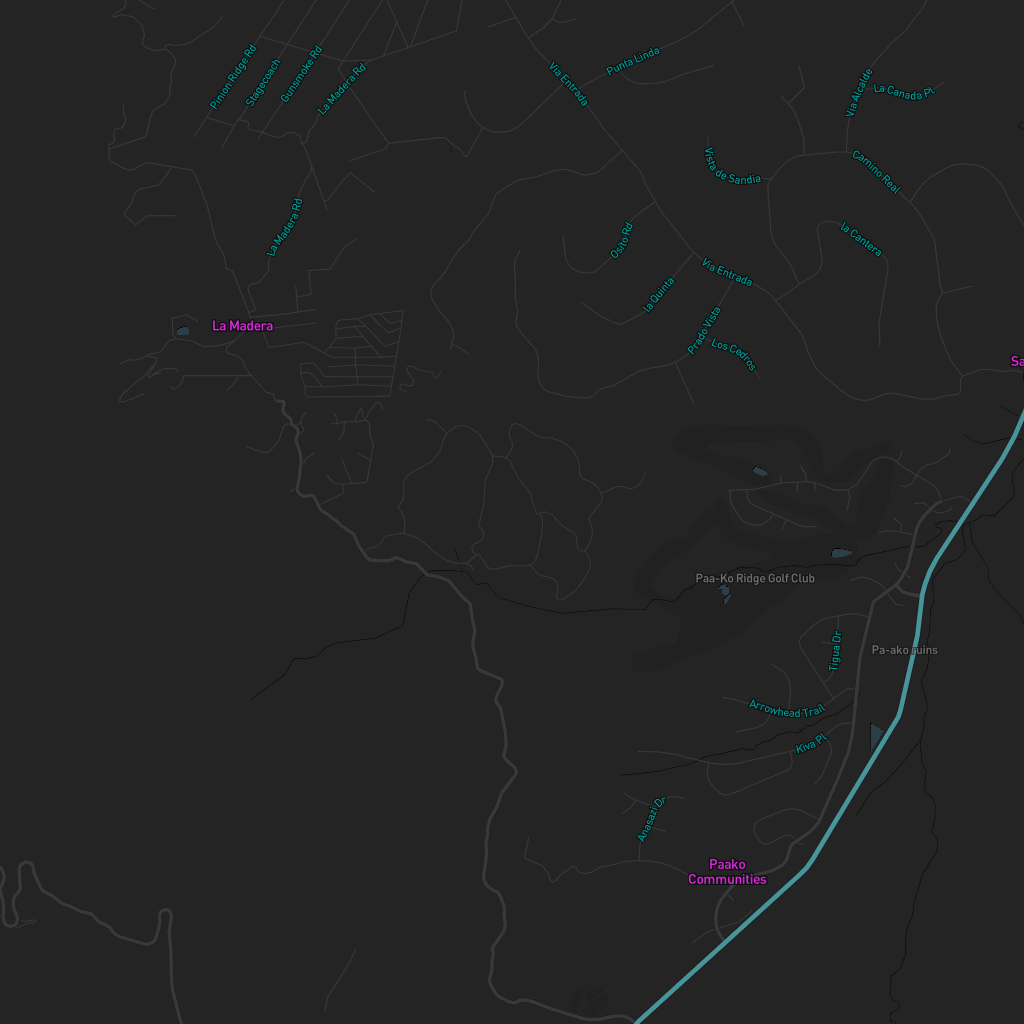 Pinion Ridge Rd
Stagecoach
Gunsmoke Rd
La Madera Rd
Via Entrada
Punta Linda
Via Alcalde
La Canada Pl
Vista de Sandia
Camino Real
La Madera Rd
Osito Rd
la Cantera
Via Entrada
la Quinta
La Madera
Prado Vista
Los Cedros
Sa
Paa-Ko Ridge Golf Club
Tigua Dr
Pa-ako ruins
Arrowhead Trail
Kiva Pl
Anasazi Dr
Paako
Communities